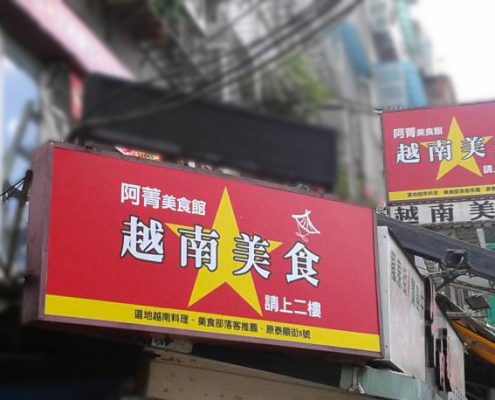 阿菁美食館
越南美食
請上二樓
道地越南料理‧美食部落客推薦‧原泰順街8號
阿菁美食館
越南美
請
越南美